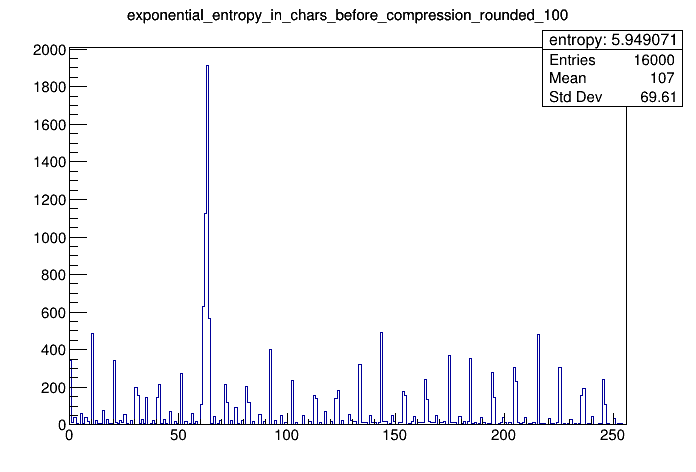 exponential_entropy_in_chars_before_compression_rounded_100
entropy: 5.949071
Entries 16000
Mean 107
Std Dev 69.61
2000
1800
1600
1400
1200
1000
800
600
400
200
0
0 50 100 150 200 250